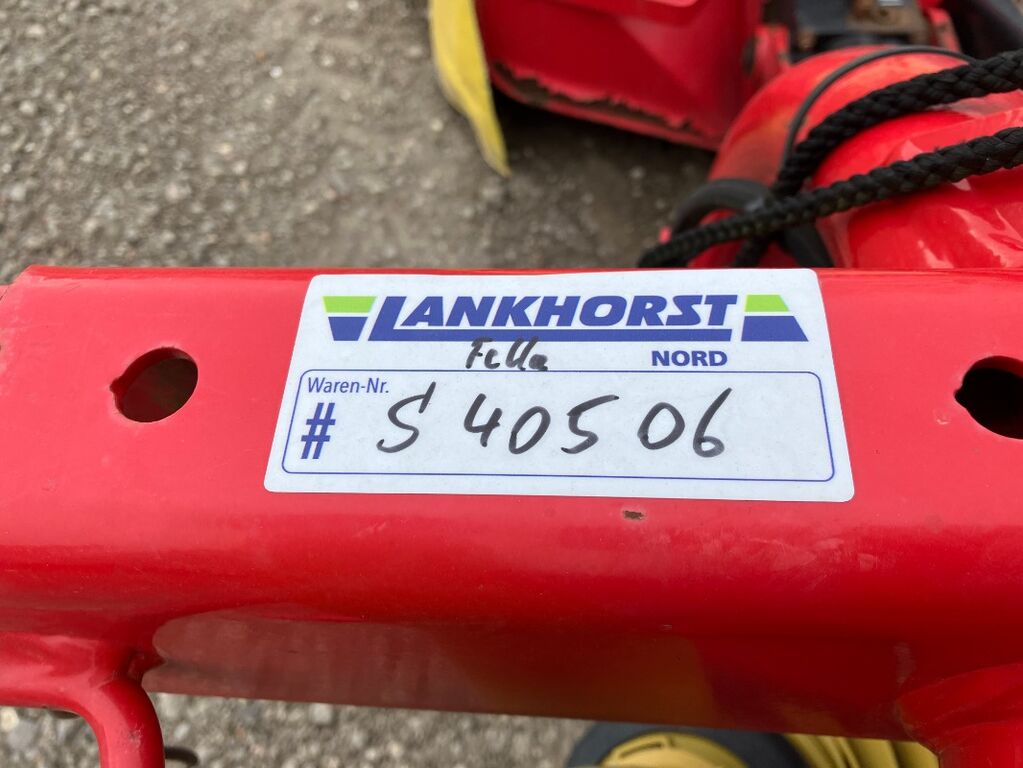 LANKHORST
Fella NORD
Waren-Nr.
# S 40506